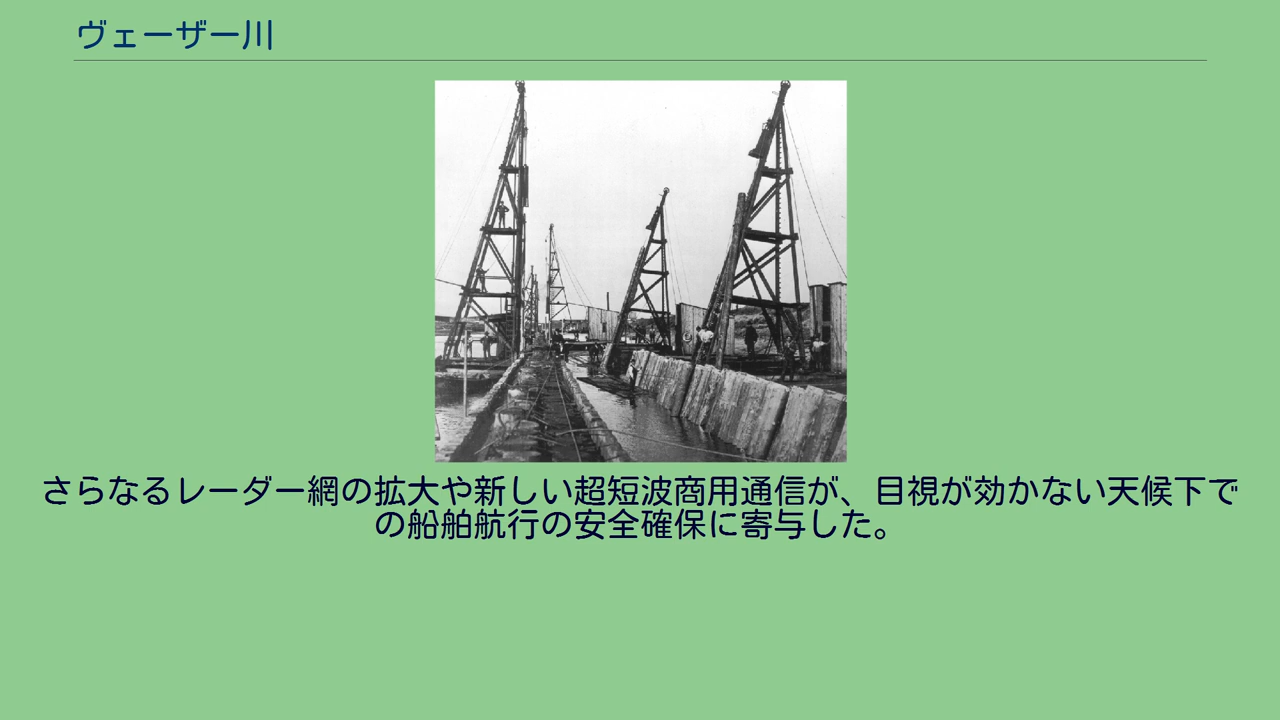 ヴェーザー川
さらなるレーダー網の拡大や新しい超短波商用通信が、目視が効かない天候下で
の船舶航行の安全確保に寄与した。